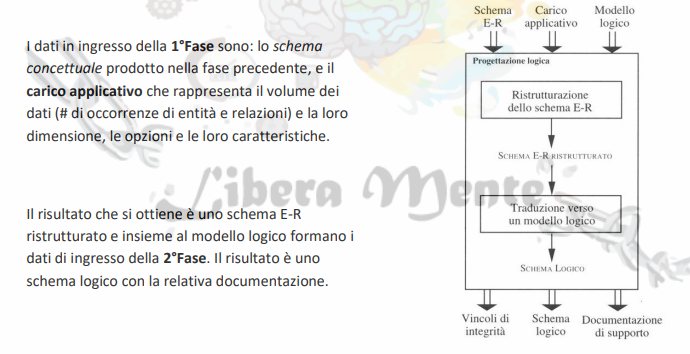 I dati in ingresso della 1°Fase sono: lo schema
concettuale prodotto nella fase precedente, e il
carico applicativo che rappresenta il volume dei
dati (# di occorrenze di entità e relazioni) e la loro
dimensione, le opzioni e le loro caratteristiche.
Libera Mente
Il risultato che si ottiene è uno schema E-R
ristrutturato e insieme al modello logico formano i
dati di ingresso della 2°Fase. Il risultato è uno
schema logico con la relativa documentazione.
Schema
E-R
Carico
applicativo
Modello
logico
Progettazione logica
Ristrutturazione
dello schema E-R
SCHEMA E-R RISTRUTTURATO
Traduzione verso
un modello logico
SCHEMA LOGICO
Vincoli di
integrità
Schema
logico
Documentazione
di supporto